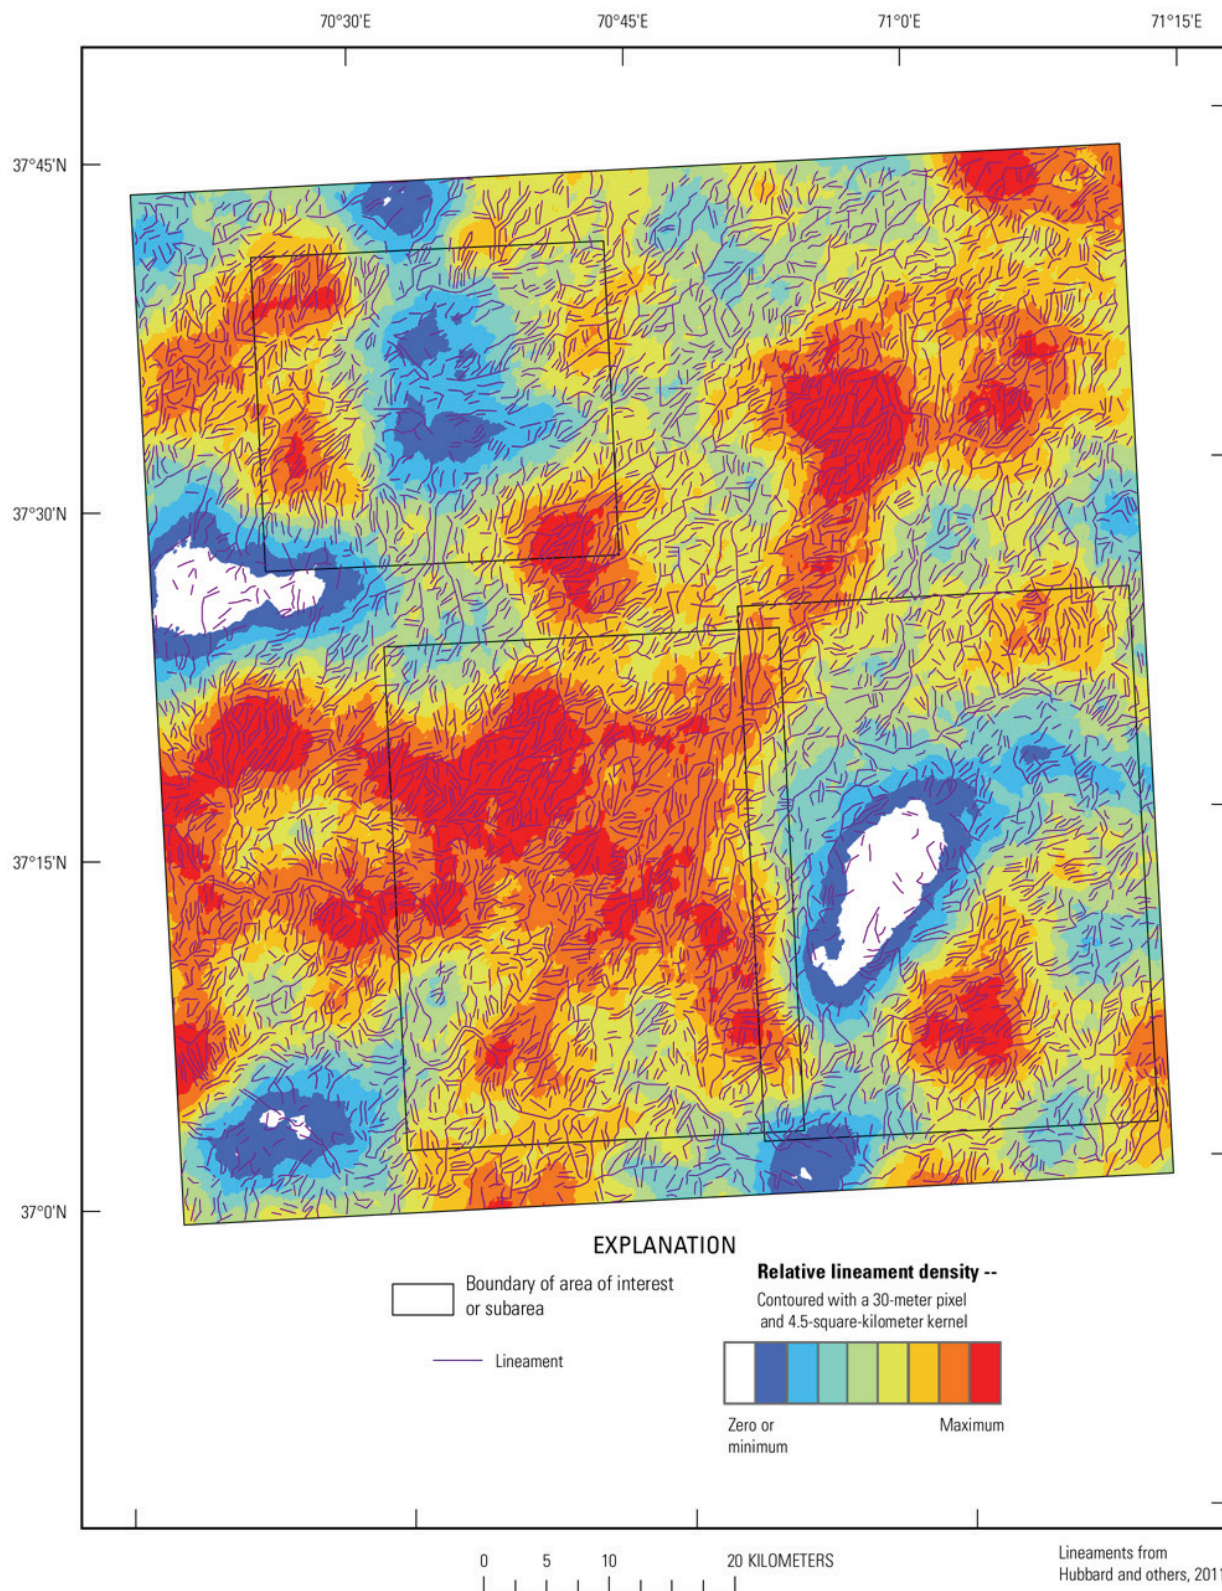 70°30'E 70°45'E 71°0'E 71°15'E
37°45'N
37°30'N
37°15'N
37°0'N
EXPLANATION
Boundary of area of interest
or subarea
Lineament
Relative lineament density --
Contoured with a 30-meter pixel
and 4.5-square-kilometer kernel
Zero or
minimum
Maximum
0 5 10 20 KILOMETERS
Lineaments from
Hubbard and others, 2011